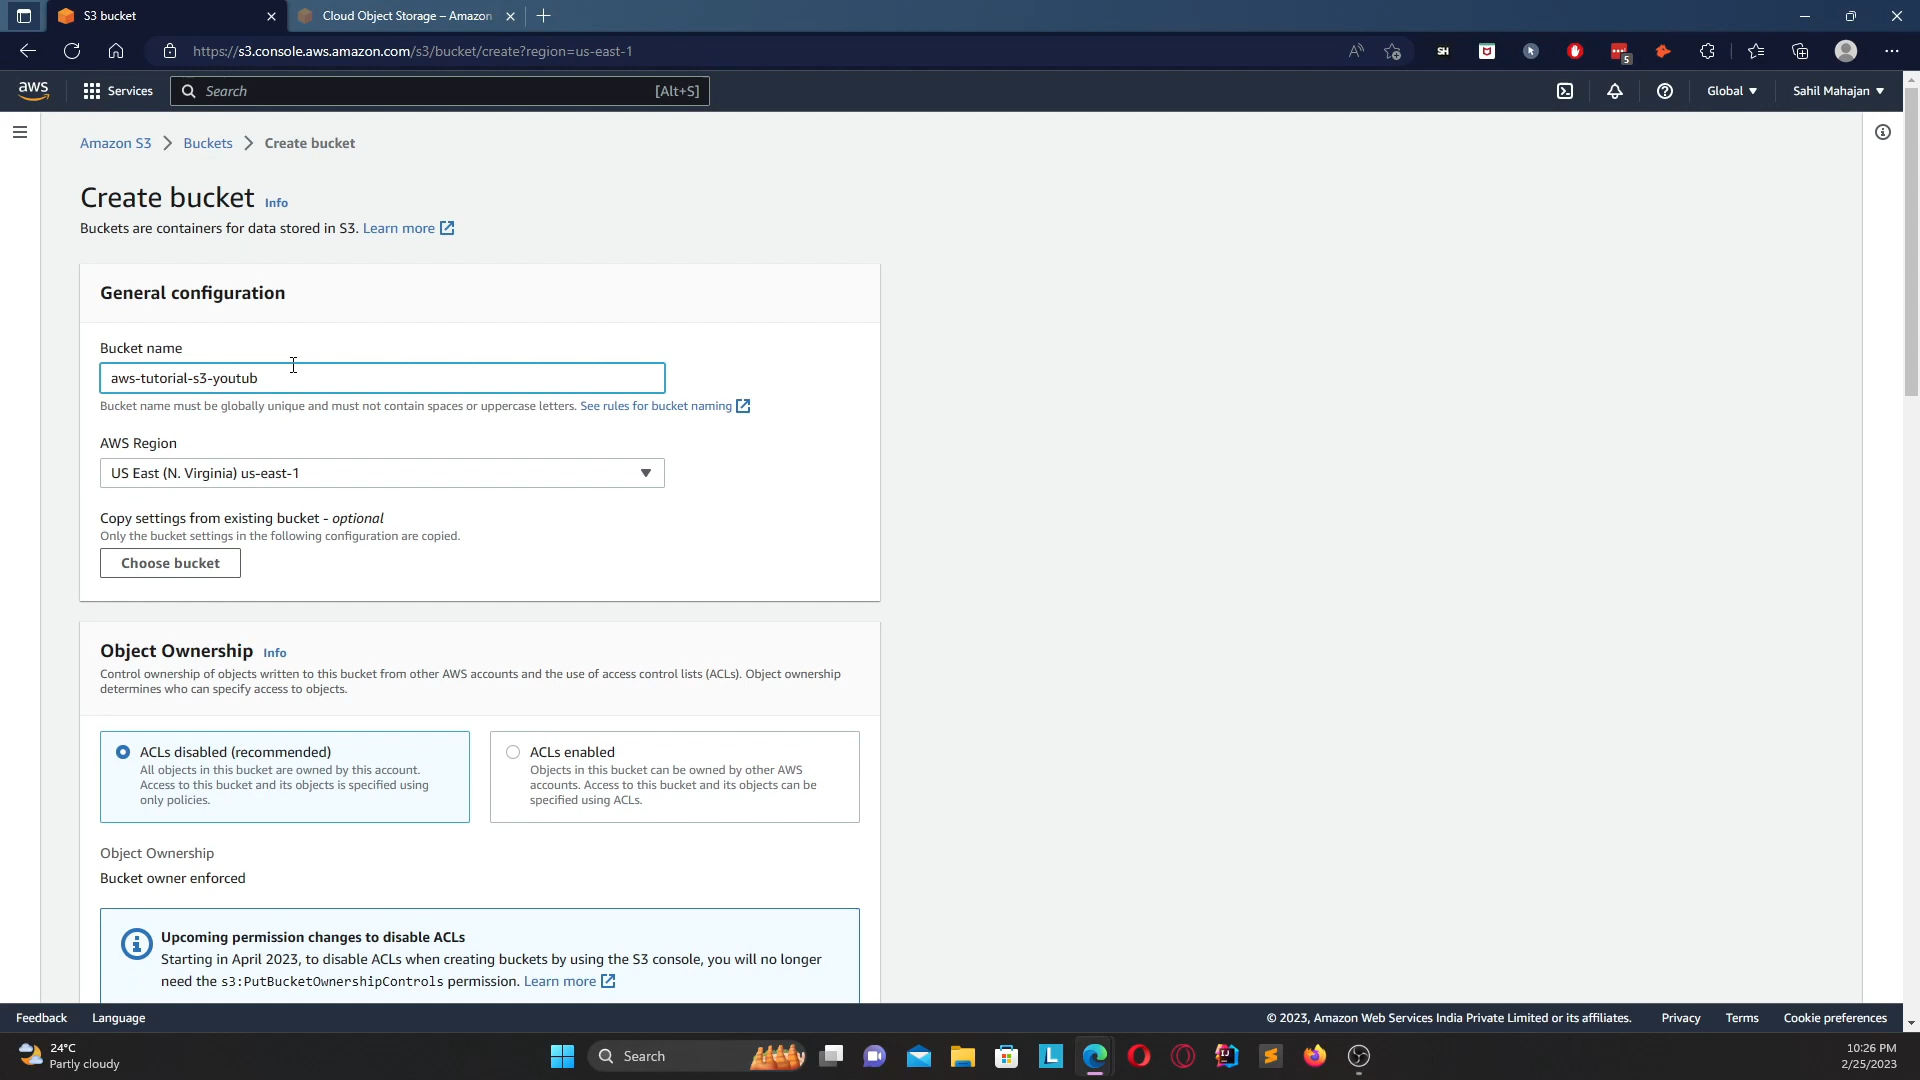 S3 bucket
Cloud Object Storage – Amazon
https://s3.console.aws.amazon.com/s3/bucket/create?region=us-east-1
SH
5
aws
Services
Search
[Alt+S]
Global
Sahil Mahajan
Amazon S3
Buckets
Create bucket
Create bucket Info
Buckets are containers for data stored in S3. Learn more
General configuration
Bucket name
aws-tutorial-s3-youtub
Bucket name must be globally unique and must not contain spaces or uppercase letters. See rules for bucket naming
AWS Region
US East (N. Virginia) us-east-1
Copy settings from existing bucket - optional
Only the bucket settings in the following configuration are copied.
Choose bucket
Object Ownership Info
Control ownership of objects written to this bucket from other AWS accounts and the use of access control lists (ACLs). Object ownership
determines who can specify access to objects.
ACLs disabled (recommended)
All objects in this bucket are owned by this account.
Access to this bucket and its objects is specified using
only policies.
ACLs enabled
Objects in this bucket can be owned by other AWS
accounts. Access to this bucket and its objects can be
specified using ACLs.
Object Ownership
Bucket owner enforced
Upcoming permission changes to disable ACLs
Starting in April 2023, to disable ACLs when creating buckets by using the S3 console, you will no longer
need the s3:PutBucketOwnershipControls permission. Learn more
Feedback
Language
© 2023, Amazon Web Services India Private Limited or its affiliates.
Privacy
Terms
Cookie preferences
24°C
Partly cloudy
Search
L
10:26 PM
2/25/2023